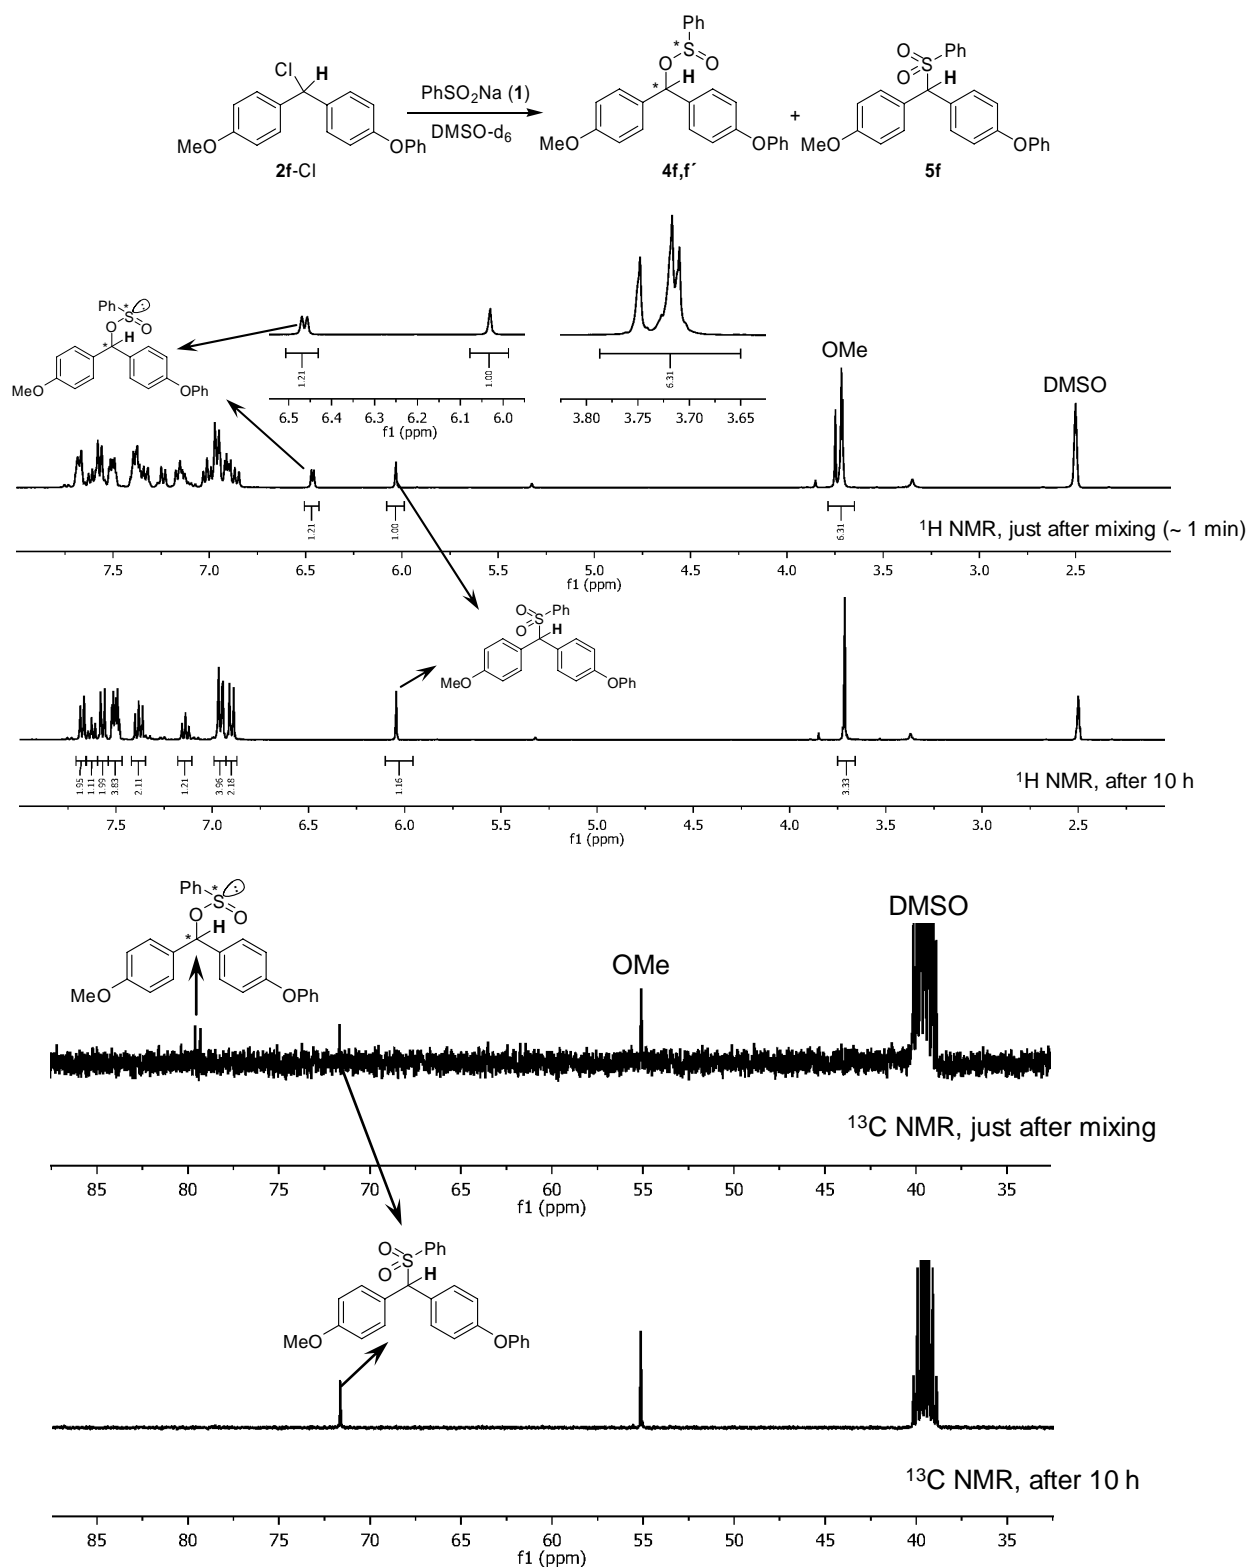 Ph
* S
O
O
Cl H
O O Ph
S
H
* H
PhSO₂Na (1)
DMSO-d₆
+
MeO OPh
MeO OPh
MeO OPh
2f-Cl
4f,f´
5f
Ph * S
O O
* H
MeO OPh
1.21
1.00
6.31
6.5 6.4 6.3 6.2 6.1 6.0
f1 (ppm)
3.80 3.75 3.70 3.65
OMe
DMSO
1.21
1.00
6.31
¹H NMR, just after mixing (~ 1 min)
7.5 7.0 6.5 6.0 5.5 5.0 4.5 4.0 3.5 3.0 2.5
f1 (ppm)
O Ph
S
O H
MeO OPh
1.95
1.11
1.99
3.83
2.11
1.21
3.96
2.18
1.16
3.33
¹H NMR, after 10 h
7.5 7.0 6.5 6.0 5.5 5.0 4.5 4.0 3.5 3.0 2.5
f1 (ppm)
Ph * S
O O
* H
MeO OPh
OMe
DMSO
¹³C NMR, just after mixing
85 80 75 70 65 60 55 50 45 40 35
f1 (ppm)
O Ph
S
O H
MeO OPh
¹³C NMR, after 10 h
85 80 75 70 65 60 55 50 45 40 35
f1 (ppm)